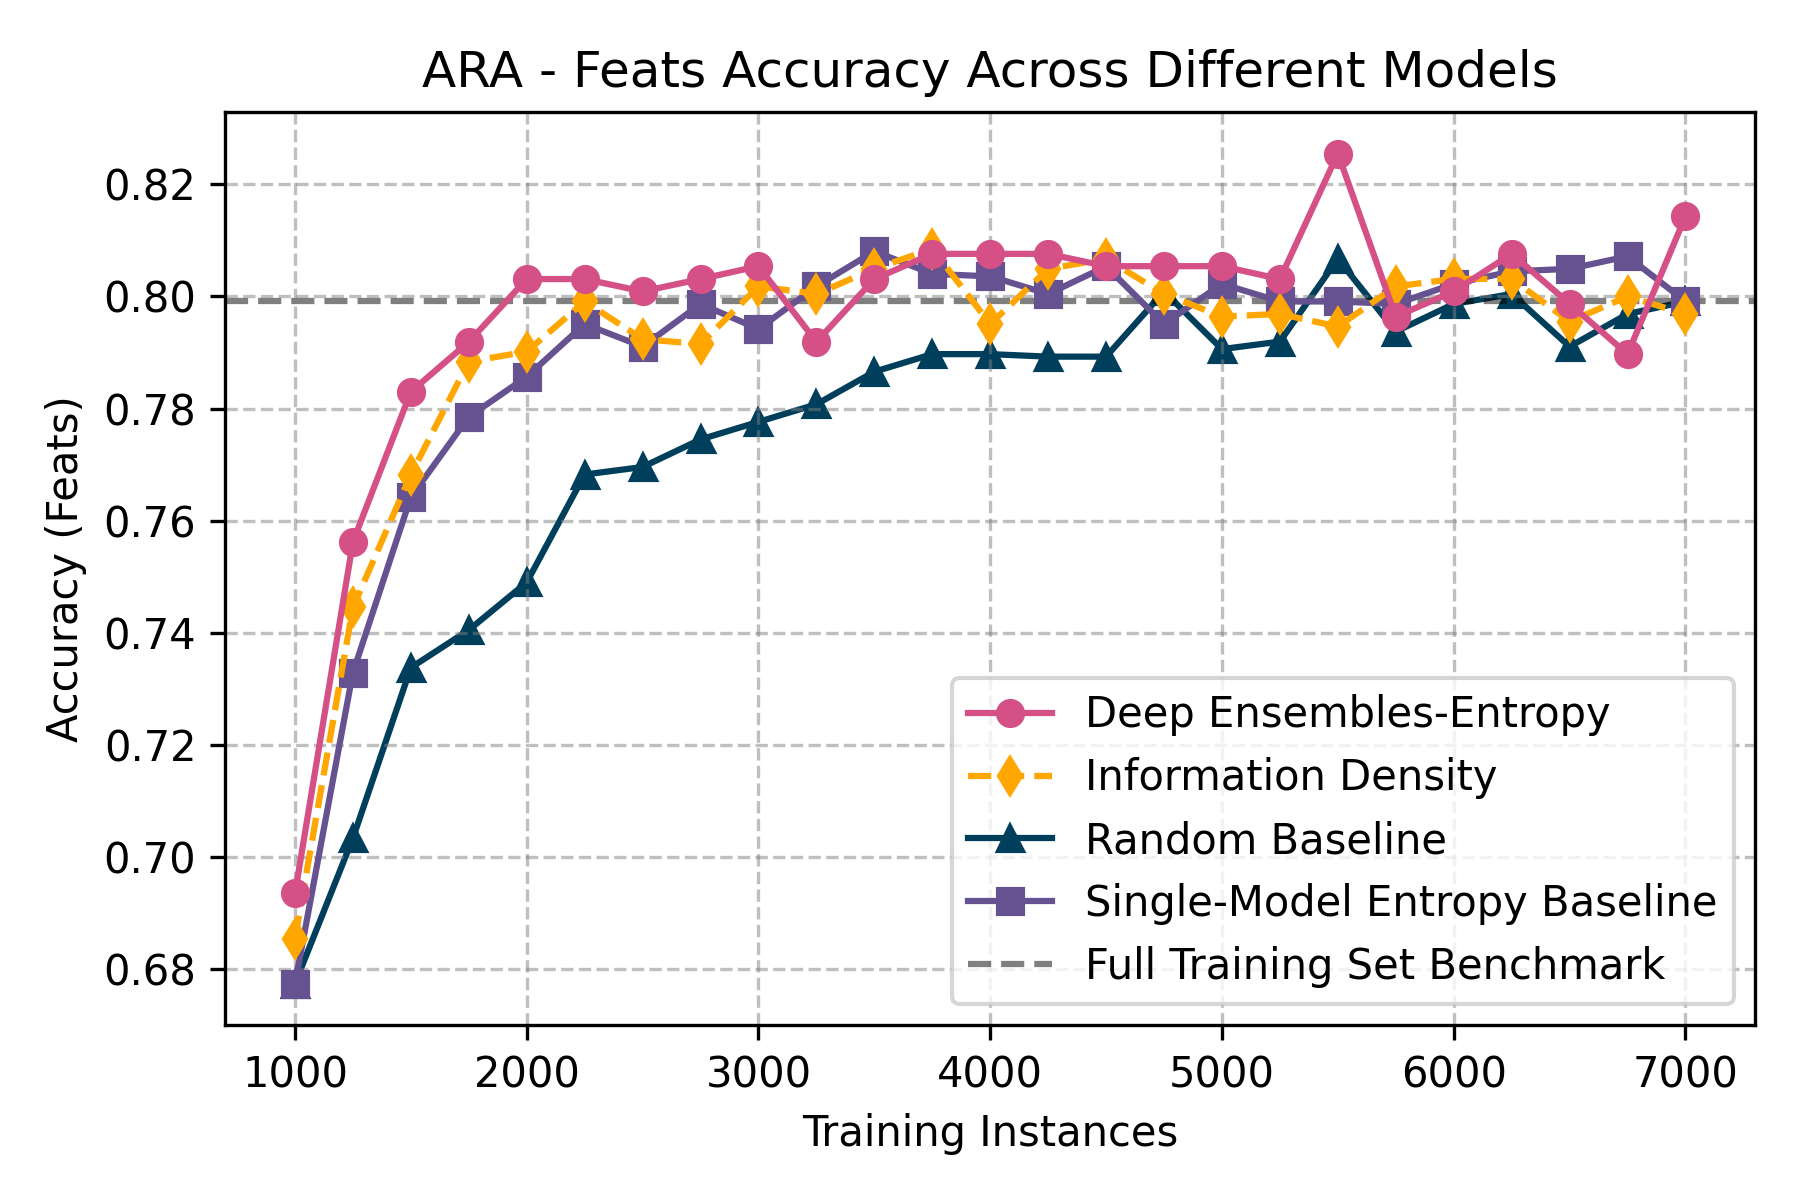 ARA - Feats Accuracy Across Different Models
Accuracy (Feats)
0.82
0.80
0.78
0.76
0.74
0.72
0.70
0.68
Deep Ensembles-Entropy
Information Density
Random Baseline
Single-Model Entropy Baseline
Full Training Set Benchmark
1000 2000 3000 4000 5000 6000 7000
Training Instances